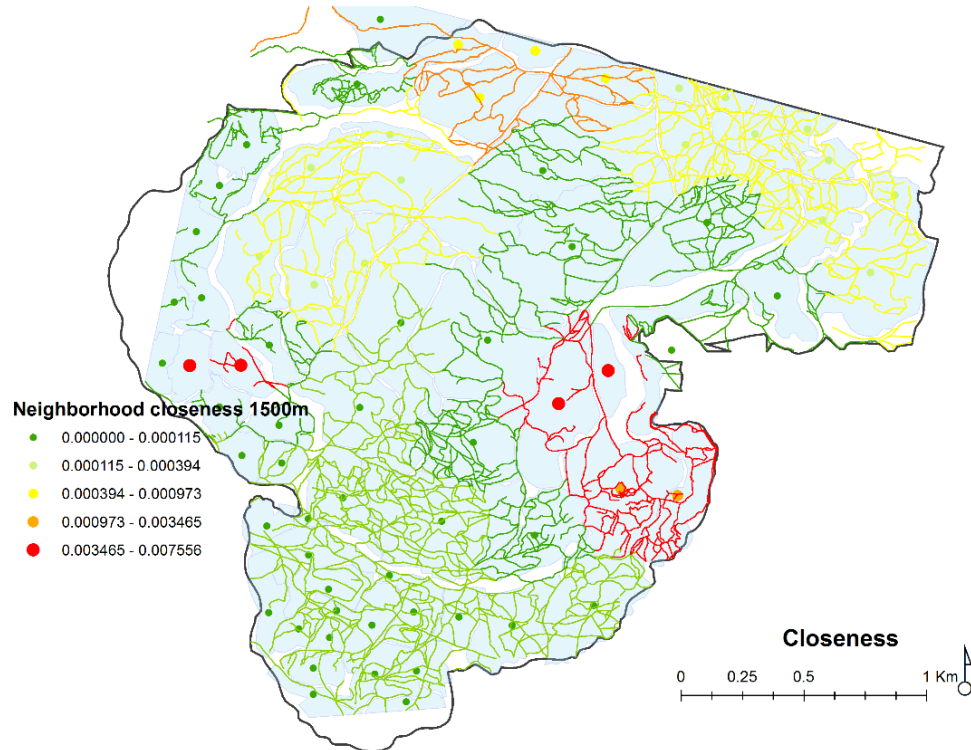 Neighborhood closeness 1500m
0.000000 - 0.000115
0.000115 - 0.000394
0.000394 - 0.000973
0.000973 - 0.003465
0.003465 - 0.007556
Closeness
0 0.25 0.5 1 Km